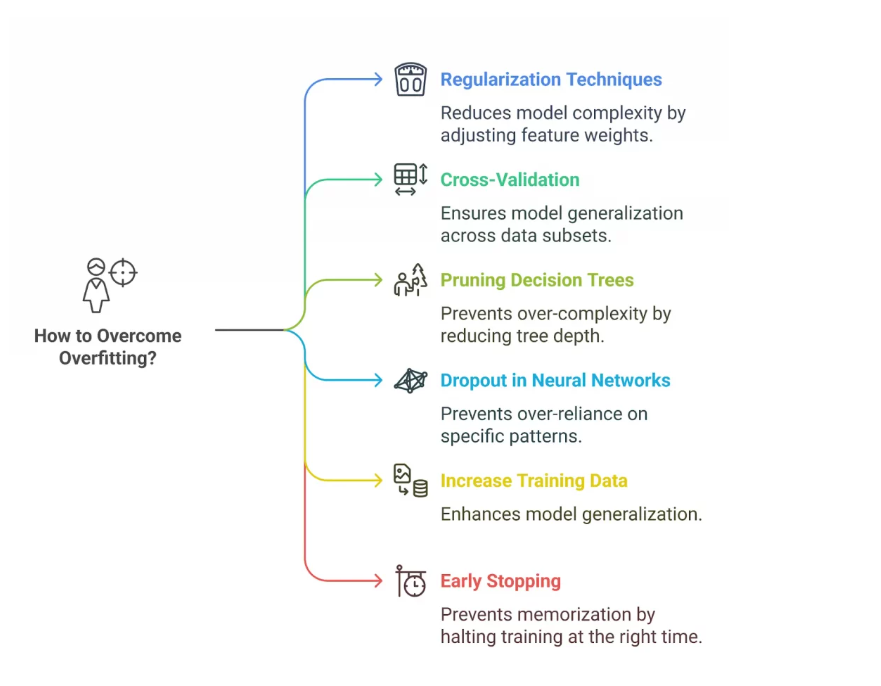 Regularization Techniques
Reduces model complexity by
adjusting feature weights.
Cross-Validation
Ensures model generalization
across data subsets.
Pruning Decision Trees
Prevents over-complexity by
reducing tree depth.
How to Overcome
Overfitting?
Dropout in Neural Networks
Prevents over-reliance on
specific patterns.
Increase Training Data
Enhances model generalization.
Early Stopping
Prevents memorization by
halting training at the right time.